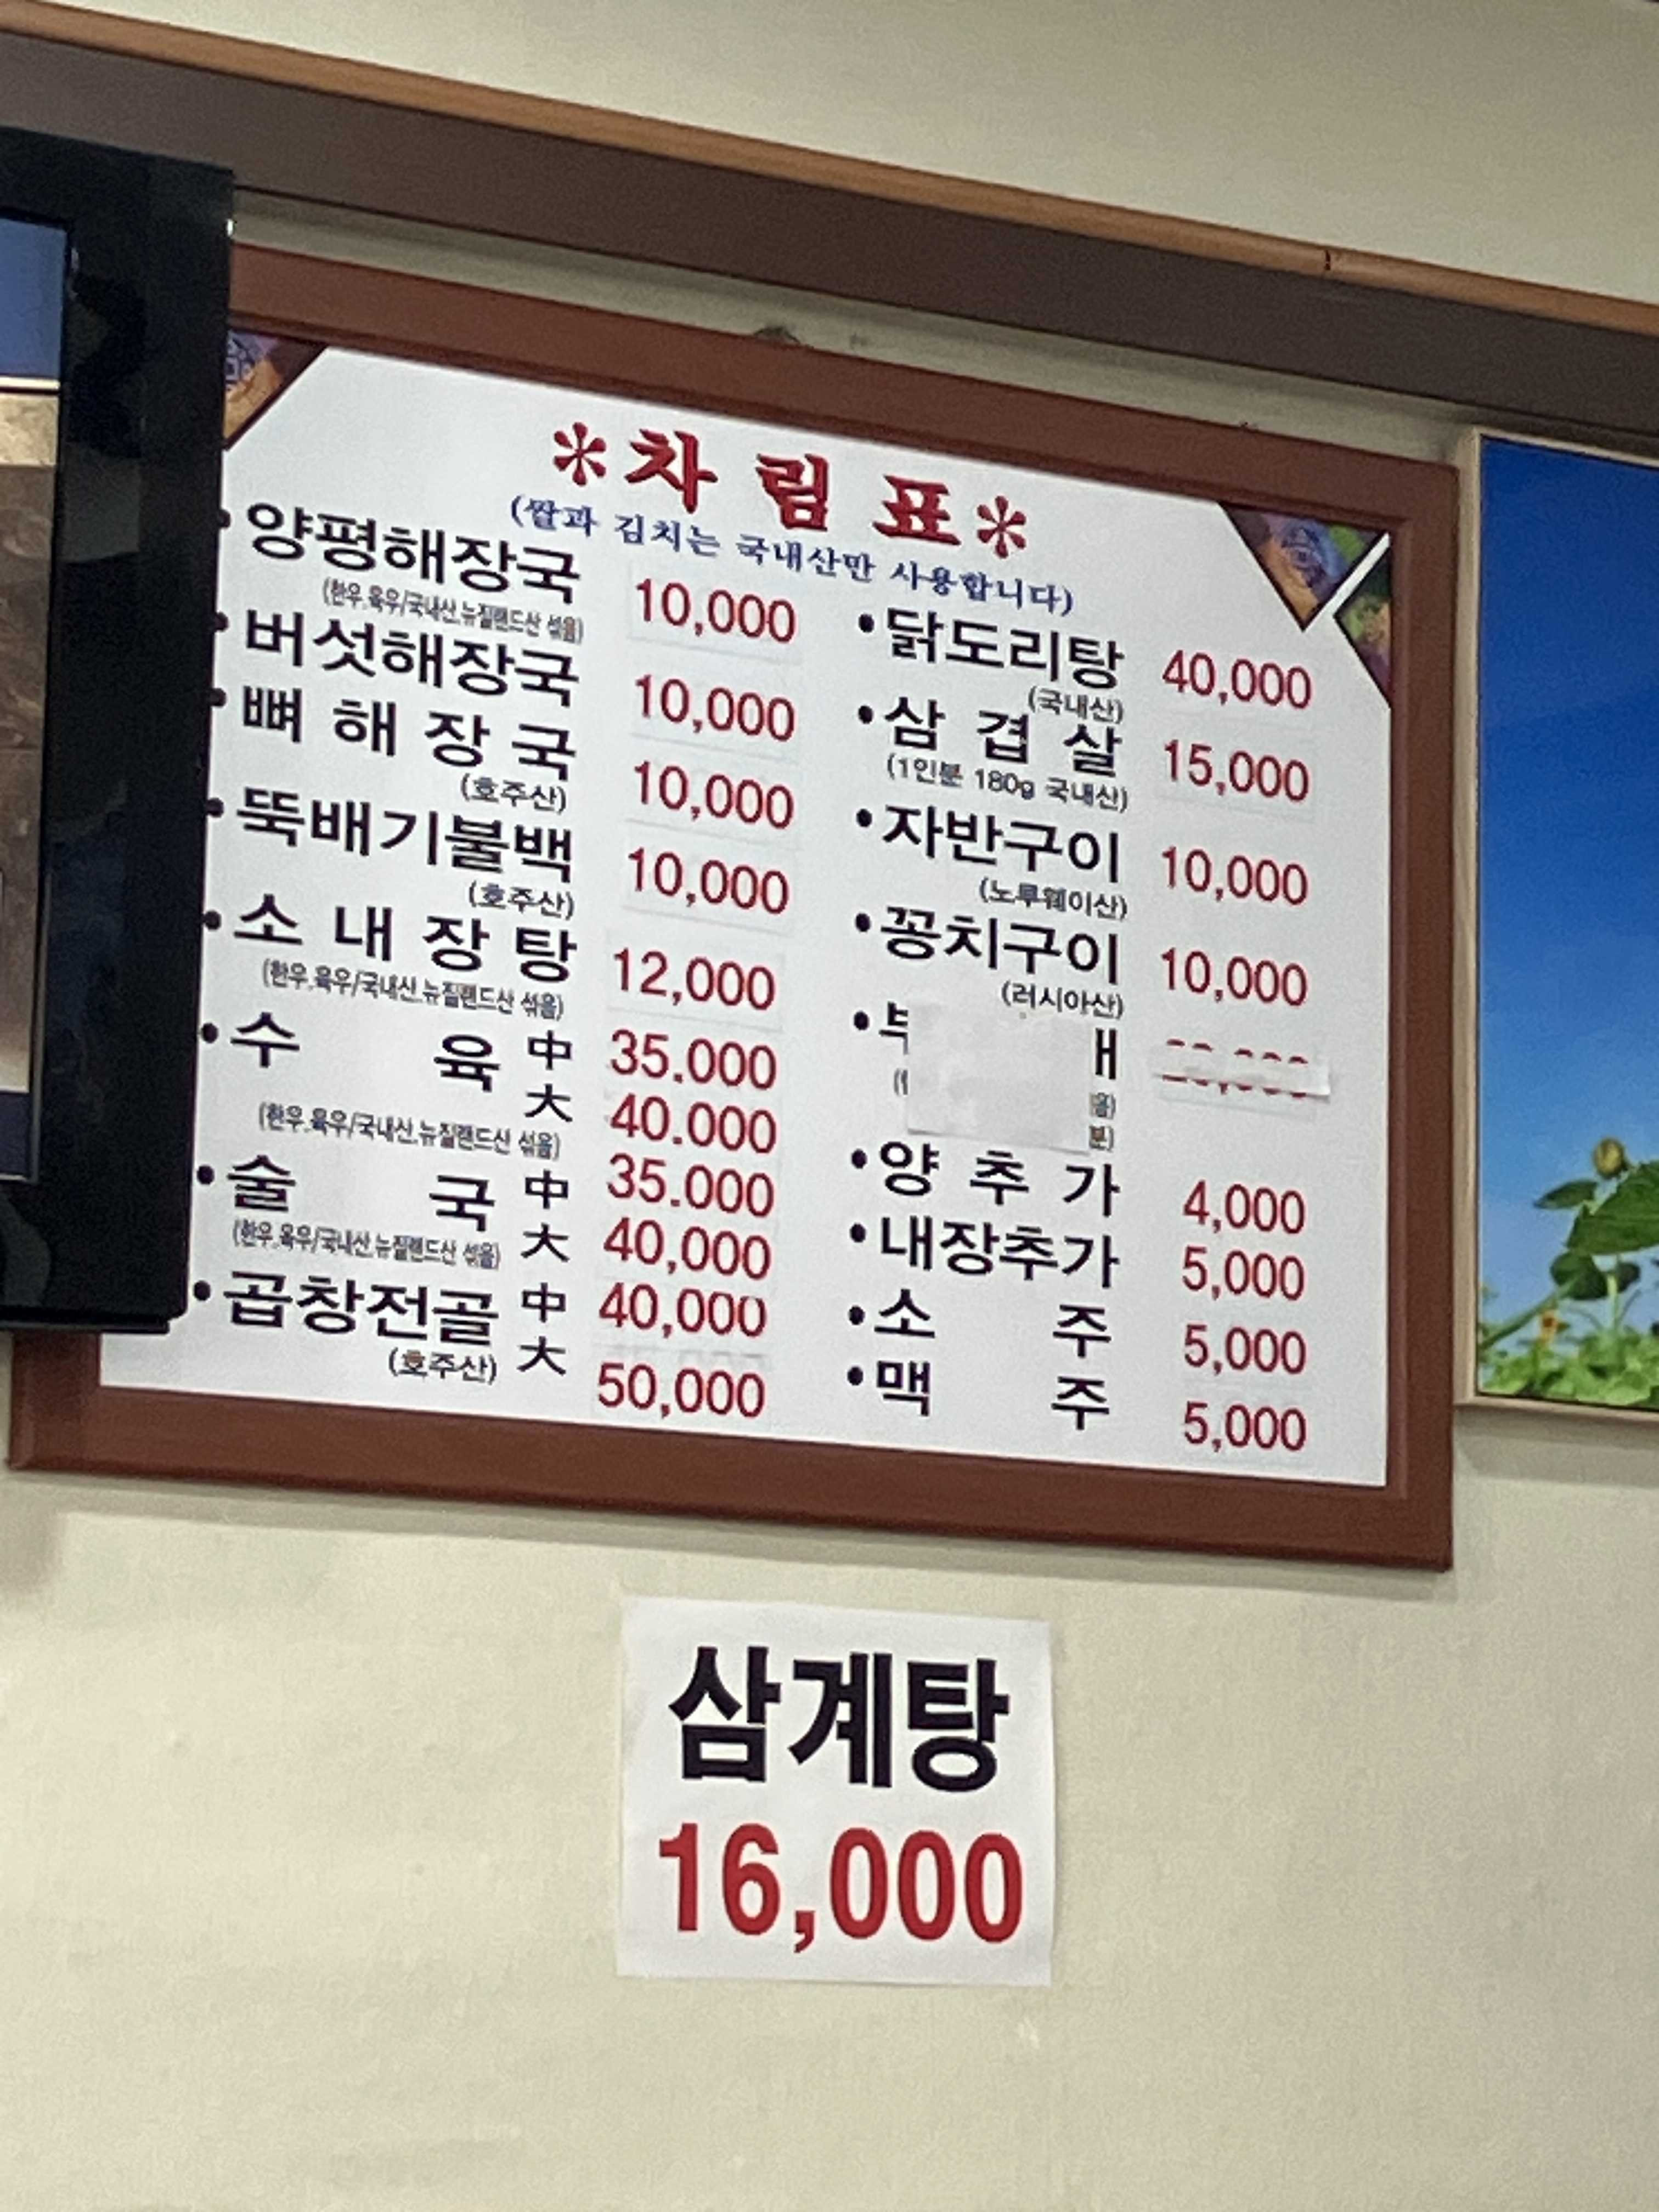 *차림표*
(쌀과 김치는 국내산만 사용합니다)
•양평해장국 10,000
(한우.육우/국내산.뉴질랜드산 섞음)
•버섯해장국 10,000
•뼈해장국 10,000
(호주산)
•뚝배기불백 10,000
(호주산)
•소내장탕 12,000
(한우.육우/국내산.뉴질랜드산 섞음)
•수육 中 35.000
大 40.000
(한우.육우/국내산.뉴질랜드산 섞음)
•술국 中 35.000
(한우.육우/국내산.뉴질랜드산 섞음) 大 40,000
•곱창전골 中 40,000
(호주산) 大 50,000
•닭도리탕 40,000
(국내산)
•삼겹살 15,000
(1인분 180g 국내산)
•자반구이 10,000
(노루웨이산)
•꽁치구이 10,000
(러시아산)
•양추가 4,000
•내장추가 5,000
•소주 5,000
•맥주 5,000
삼계탕
16,000